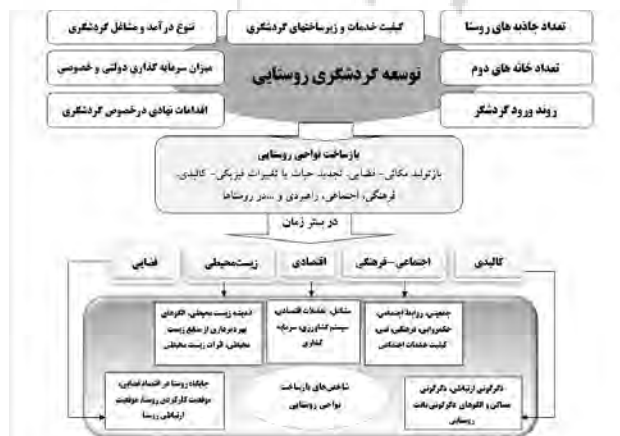 تعداد جاذبه های روستا
کیفیت خدمات و زیرساختهای گردشگری
تنوع درآمد و مشاغل گردشگری
تعداد خانه های دوم
توسعه گردشگری روستایی
میزان سرمایه گذاری دولتی و خصوصی
روند ورود گردشگر
اقدامات نهادی درخصوص گردشگری
بازساخت نواحی روستایی
بازتولید مکانی- فضایی، تجدید حیات یا تغییرات فیزیکی- کالبدی،
فرهنگی، اجتماعی، راهبردی و ...در روستاها
در بستر زمان
کالبدی
اجتماعی-فرهنگی
اقتصادی
زیست‌محیطی
فضایی
جمعیتی، روابط اجتماعی،
حکمروایی، فرهنگی،
کیفیت خدمات اجتماعی
مشاغل، تعاملات اقتصادی،
سیستم کشاورزی، سرمایه
گذاری
اندیشه زیست محیطی، الگوهای
بهره‌برداری از منابع زیست
محیطی، اثرات زیست محیطی
دگرگونی ارتباطی، دگرگونی
مساکن و الگوهای دگرگونی بافت
روستایی
شاخص‌های بازساخت
نواحی روستایی
جایگاه روستا در اقتصاد فضایی،
موقعیت کارکردی روستا، موقعیت
ارتباطی روستا